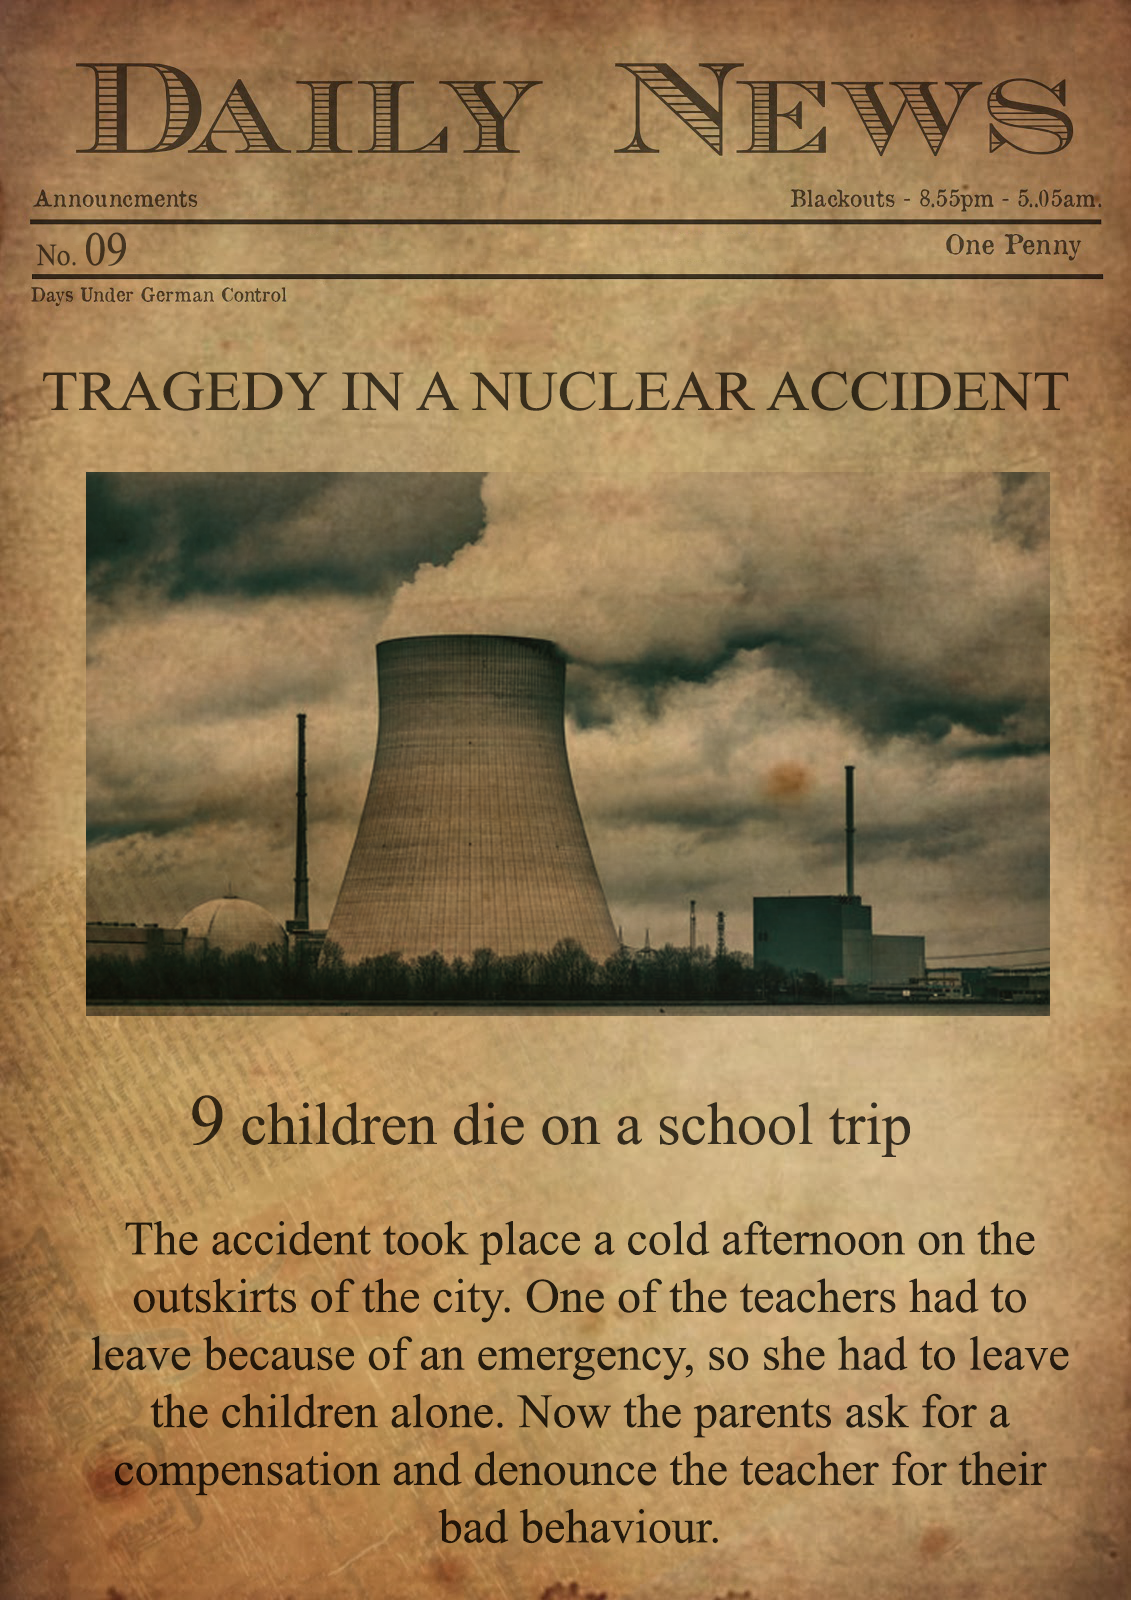 DAILY NEWS
Announcments
Blackouts - 8.55pm - 5..05am.
No. 09
One Penny
Days Under German Control
TRAGEDY IN A NUCLEAR ACCIDENT
9 children die on a school trip
The accident took place a cold afternoon on the
outskirts of the city. One of the teachers had to
leave because of an emergency, so she had to leave
the children alone. Now the parents ask for a
compensation and denounce the teacher for their
bad behaviour.